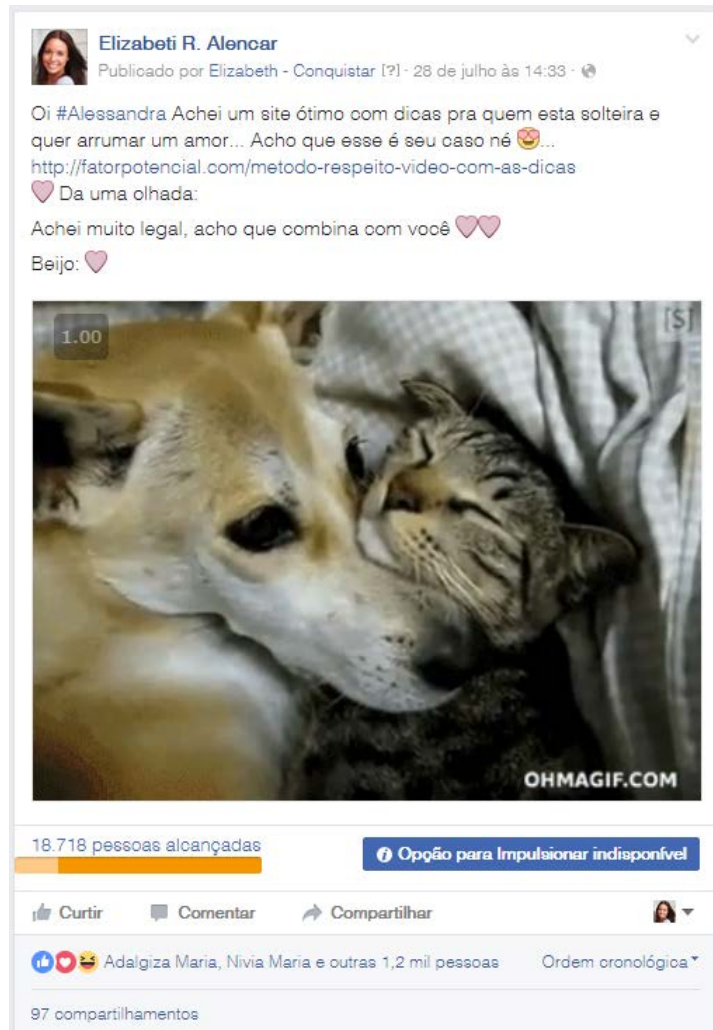 Elizabeti R. Alencar
Publicado por Elizabeth - Conquistar [?] · 28 de julho às 14:33 ·
Oi #Alessandra Achei um site ótimo com dicas pra quem esta solteira e
quer arrumar um amor... Acho que esse é seu caso né 😍...
http://fatorpotencial.com/metodo-respeito-video-com-as-dicas
Da uma olhada:
Achei muito legal, acho que combina com você
Beijo:
1.00
[S]
OHMAGIF.COM
18.718 pessoas alcançadas
Opção para Impulsionar indisponível
Curtir Comentar Compartilhar
Adalgiza Maria, Nivia Maria e outras 1,2 mil pessoas Ordem cronológica
97 compartilhamentos